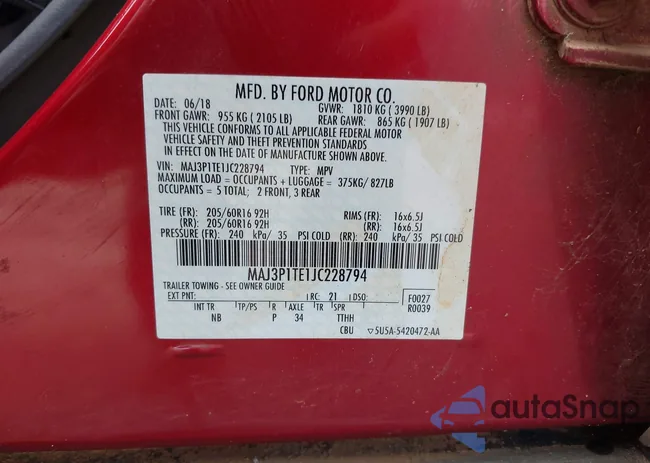 MFD. BY FORD MOTOR CO.
DATE: 06/18 GVWR: 1810 KG ( 3990 LB)
FRONT GAWR: 955 KG ( 2105 LB) REAR GAWR: 865 KG ( 1907 LB)
THIS VEHICLE CONFORMS TO ALL APPLICABLE FEDERAL MOTOR
VEHICLE SAFETY AND THEFT PREVENTION STANDARDS
IN EFFECT ON THE DATE OF MANUFACTURE SHOWN ABOVE.
VIN: MAJ3P1TE1JC228794 TYPE: MPV
MAXIMUM LOAD = OCCUPANTS + LUGGAGE = 375KG/ 827LB
OCCUPANTS = 5 TOTAL; 2 FRONT, 3 REAR
TIRE (FR): 205/60R16 92H RIMS (FR): 16x6.5J
(RR): 205/60R16 92H (RR): 16x6.5J
PRESSURE (FR): 240 kPa/ 35 PSI COLD (RR): 240 kPa/ 35 PSI COLD
MAJ3P1TE1JC228794
TRAILER TOWING - SEE OWNER GUIDE
EXT PNT: RC: 21 DSO: F0027
R0039
INT TR TP/PS R AXLE TR SPR
NB P 34 TTHH
CBU ▽5U5A-5420472-AA
autoSnap